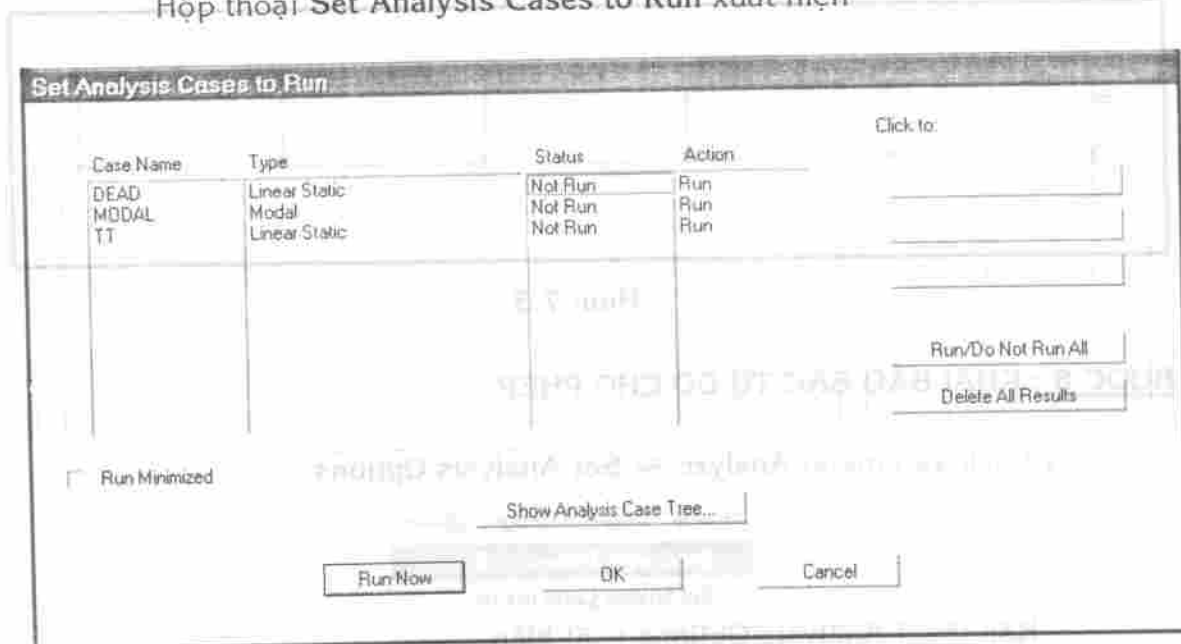 Hộp thoại Set Analysis Cases to Run xuất hiện
Set Analysis Cases to Run
Click to:
Case Name Type Status Action
DEAD Linear Static Not Run Run
MODAL Modal Not Run Run
TT Linear Static Not Run Run
Run/Do Not Run All
Delete All Results
Run Minimized
Show Analysis Case Tree...
Run Now OK Cancel